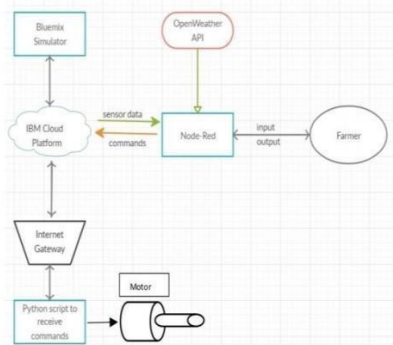 Bluemix
Simulator
OpenWeather
API
IBM Cloud
Platform
sensor data
commands
Node-Red
input
output
Farmer
Internet
Gateway
Python script to
receive
commands
Motor